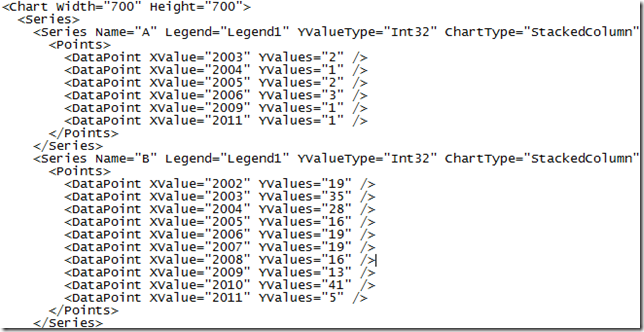 <Chart Width="700" Height="700">
<Series>
<Series Name="A" Legend="Legend1" YValueType="Int32" ChartType="StackedColumn"
<Points>
<DataPoint XValue="2003" YValues="2" />
<DataPoint XValue="2004" YValues="1" />
<DataPoint XValue="2005" YValues="2" />
<DataPoint XValue="2006" YValues="3" />
<DataPoint XValue="2009" YValues="1" />
<DataPoint XValue="2011" YValues="1" />
</Points>
</Series>
<Series Name="B" Legend="Legend1" YValueType="Int32" ChartType="StackedColumn"
<Points>
<DataPoint XValue="2002" YValues="19" />
<DataPoint XValue="2003" YValues="35" />
<DataPoint XValue="2004" YValues="28" />
<DataPoint XValue="2005" YValues="16" />
<DataPoint XValue="2006" YValues="19" />
<DataPoint XValue="2007" YValues="19" />
<DataPoint XValue="2008" YValues="16" />
<DataPoint XValue="2009" YValues="13" />
<DataPoint XValue="2010" YValues="41" />
<DataPoint XValue="2011" YValues="5" />
</Points>
</Series>